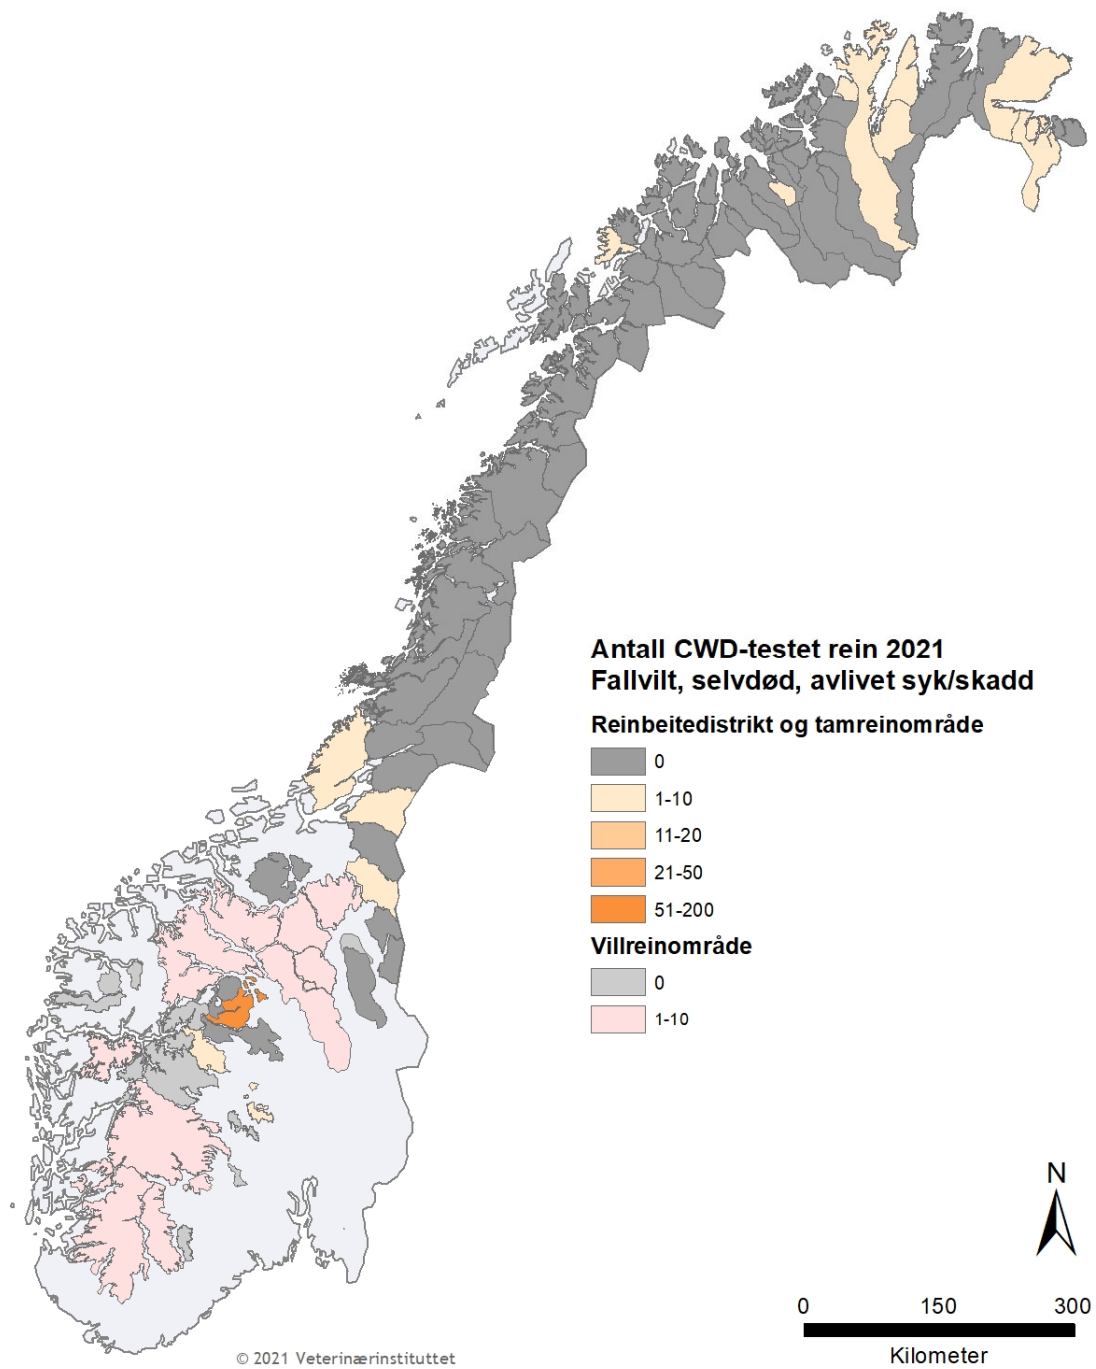 Antall CWD-testet rein 2021
Fallvilt, selvdød, avlivet syk/skadd
Reinbeitedistrikt og tamreinområde
0
1-10
11-20
21-50
51-200
Villreinområde
0
1-10
N
0 150 300
Kilometer
© 2021 Veterinærinstituttet